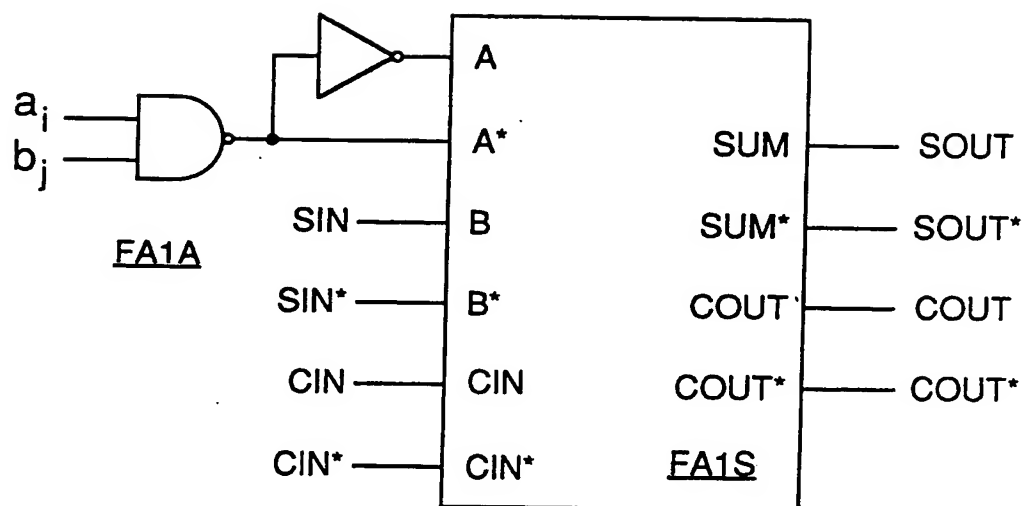 A
a_i
b_j
A*
SUM SOUT
SIN B
SUM* SOUT*
FA1A
SIN* B*
COUT COUT
CIN CIN
COUT* COUT*
CIN* CIN*
FA1S